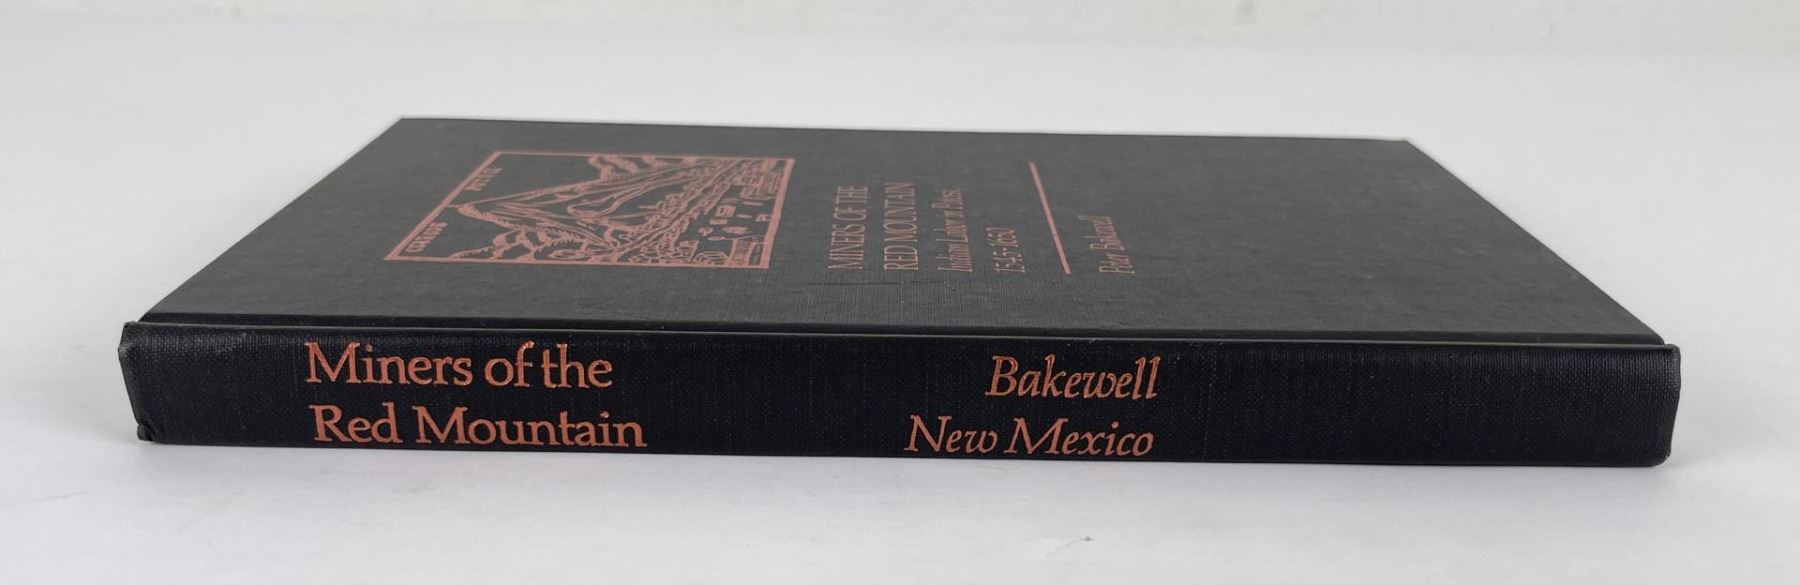 MINERS OF THE
RED MOUNTAIN
Indian Labor in Potosí
1545-1650
Peter Bakewell
Miners of the
Red Mountain
Bakewell
New Mexico